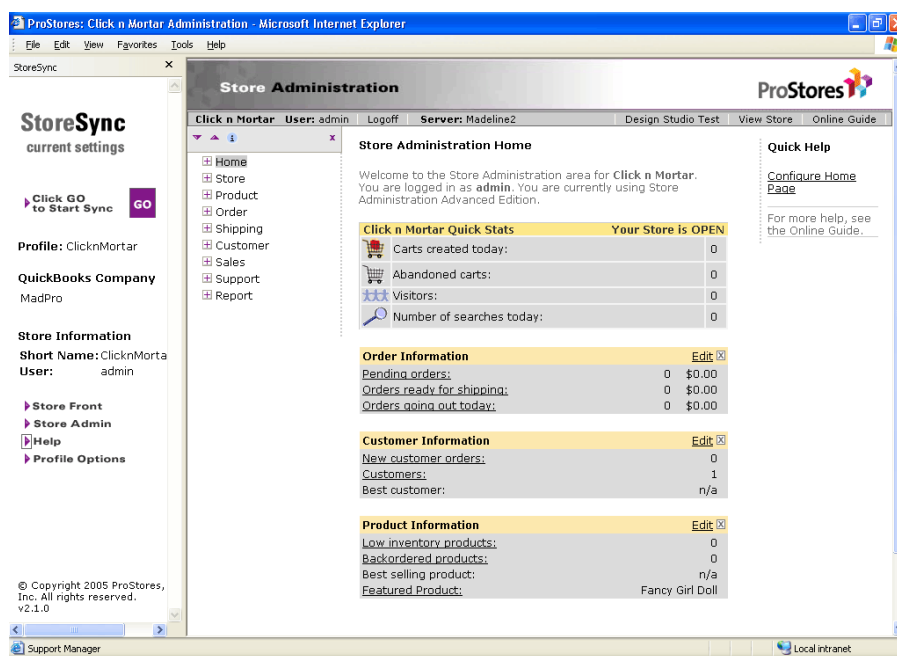 ProStores: Click n Mortar Administration - Microsoft Internet Explorer
File Edit View Favorites Tools Help
StoreSync x
StoreSync
current settings
Click GO
to Start Sync
GO
Profile: ClicknMortar
QuickBooks Company
MadPro
Store Information
Short Name: ClicknMorta
User: admin
Store Front
Store Admin
Help
Profile Options
© Copyright 2005 ProStores,
Inc. All rights reserved.
v2.1.0
Store Administration
ProStores
Click n Mortar User: admin Logoff Server: Madeline2 Design Studio Test View Store Online Guide
i x
Home
Store
Product
Order
Shipping
Customer
Sales
Support
Report
Store Administration Home
Welcome to the Store Administration area for Click n Mortar.
You are logged in as admin. You are currently using Store
Administration Advanced Edition.
Click n Mortar Quick Stats Your Store is OPEN
Carts created today: 0
Abandoned carts: 0
Visitors: 0
Number of searches today: 0
Order Information Edit
Pending orders: 0 $0.00
Orders ready for shipping: 0 $0.00
Orders going out today: 0 $0.00
Customer Information Edit
New customer orders: 0
Customers: 1
Best customer: n/a
Product Information Edit
Low inventory products: 0
Backordered products: 0
Best selling product: n/a
Featured Product: Fancy Girl Doll
Quick Help
Configure Home
Page
For more help, see
the Online Guide.
Support Manager
Local intranet